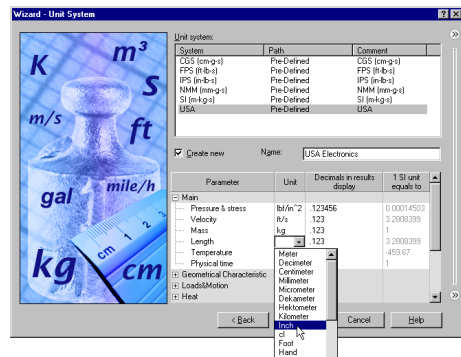 Wizard - Unit System
K
m³
S
m/s
ft
gal
mile/h
cm 1 2 3
kg
cm
Unit system:
System Path Comment
CGS (cm-g-s) Pre-Defined CGS (cm-g-s)
FPS (ft-lb-s) Pre-Defined FPS (ft-lb-s)
IPS (in-lb-s) Pre-Defined IPS (in-lb-s)
NMM (mm-g-s) Pre-Defined NMM (mm-g-s)
SI (m-kg-s) Pre-Defined SI (m-kg-s)
USA Pre-Defined USA
Create new Name: USA Electronics
Parameter Unit Decimals in results display 1 SI unit equals to
Main
Pressure & stress lbf/in^2 .123456 0.00014503
Velocity ft/s .123 3.2808399
Mass kg .123 1
Length .123 3.2808399
Temperature -459.67
Physical time 1
Geometrical Characteristic
Loads&Motion
Heat
Meter
Decimeter
Centimeter
Millimeter
Micrometer
Dekameter
Hektometer
Kilometer
Inch
cl
Foot
Hand
< Back Cancel Help